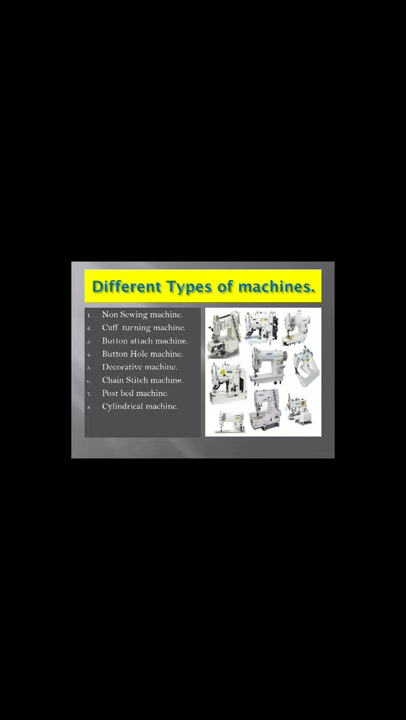 Different Types of machines.
1. Non Sewing machine.
2. Cuff turning machine.
3. Button attach machine.
4. Button Hole machine.
5. Decorative machine.
6. Chain Stitch machine.
7. Post bed machine.
8. Cylindrical machine.